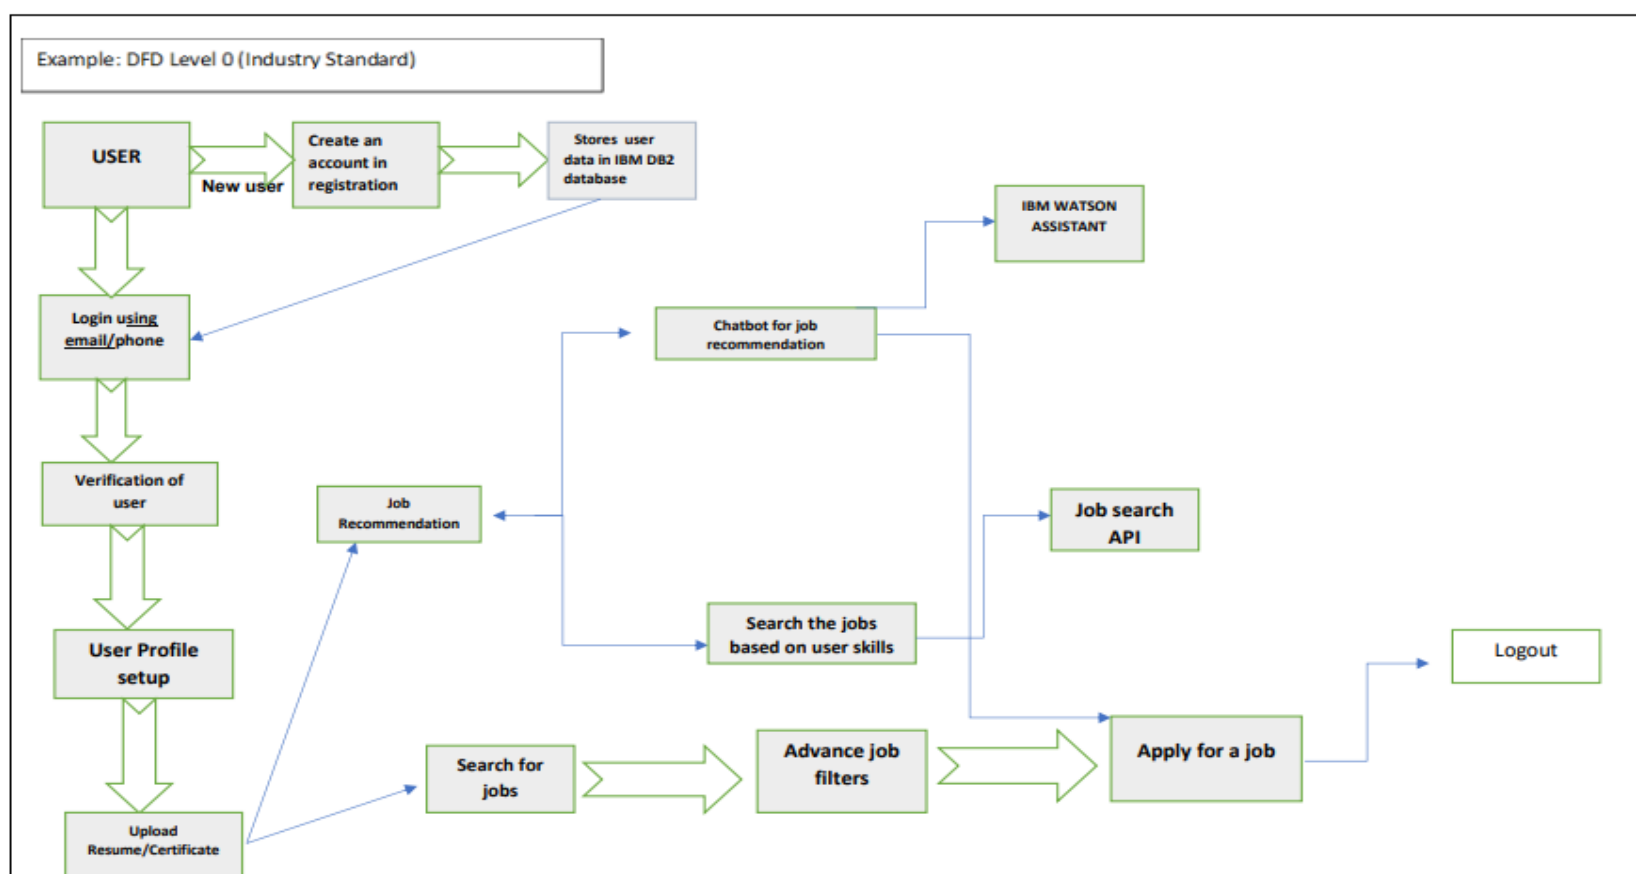 Example: DFD Level 0 (Industry Standard)
USER
New user
Create an
account in
registration
Stores user
data in IBM DB2
database
IBM WATSON
ASSISTANT
Login using
email/phone
Chatbot for job
recommendation
Verification of
user
Job
Recommendation
Job search
API
User Profile
setup
Search the jobs
based on user skills
Logout
Search for
jobs
Advance job
filters
Apply for a job
Upload
Resume/Certificate